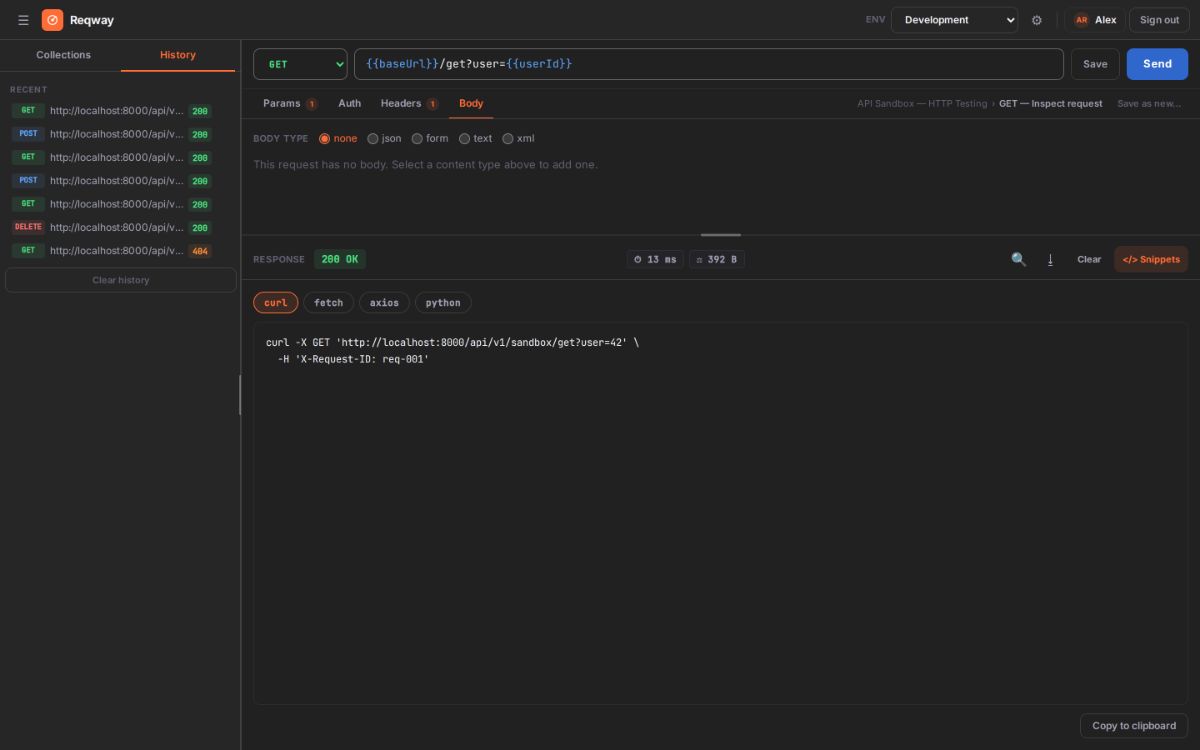 Reqway
ENV Development AR Alex Sign out
Collections History
RECENT
GET http://localhost:8000/api/v... 200
POST http://localhost:8000/api/v... 200
GET http://localhost:8000/api/v... 200
POST http://localhost:8000/api/v... 200
GET http://localhost:8000/api/v... 200
DELETE http://localhost:8000/api/v... 200
GET http://localhost:8000/api/v... 404
Clear history
GET {{baseUrl}}/get?user={{userId}} Save Send
Params 1 Auth Headers 1 Body API Sandbox — HTTP Testing › GET — Inspect request Save as new...
BODY TYPE none json form text xml
This request has no body. Select a content type above to add one.
RESPONSE 200 OK 13 ms 392 B Clear </> Snippets
curl fetch axios python
curl -X GET 'http://localhost:8000/api/v1/sandbox/get?user=42' \
-H 'X-Request-ID: req-001'
Copy to clipboard